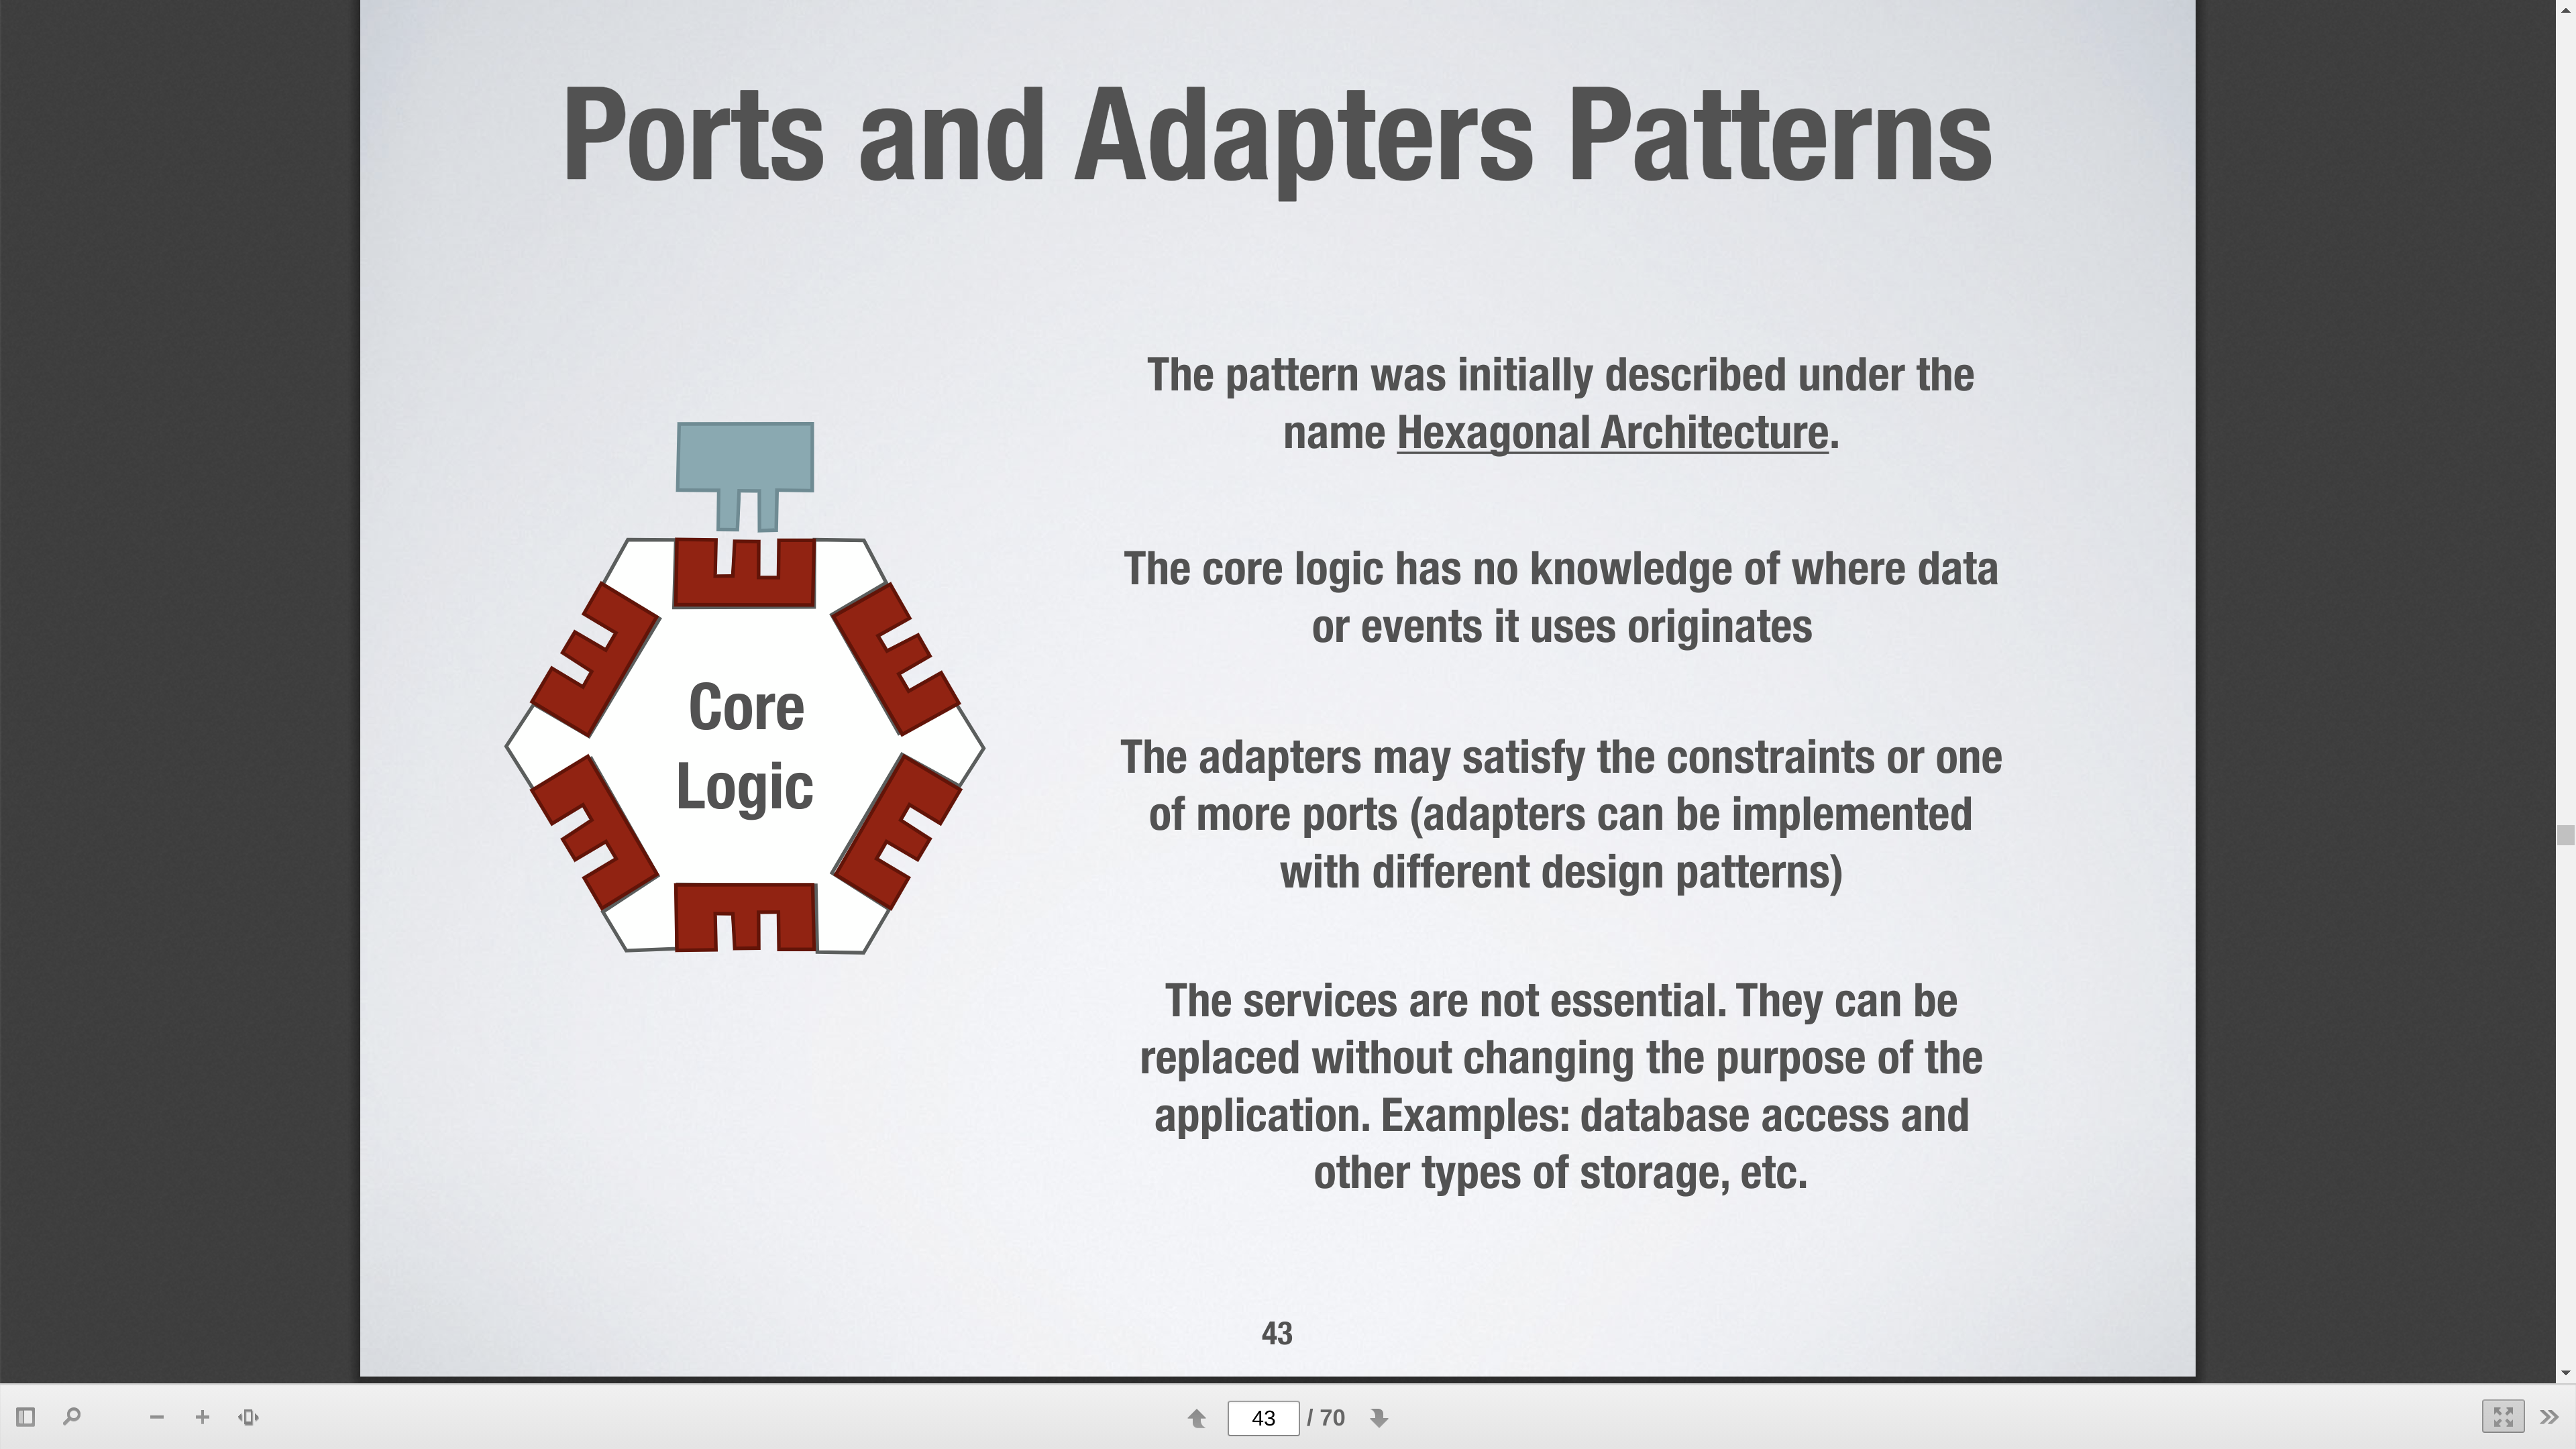 Ports and Adapters Patterns
The pattern was initially described under the
name Hexagonal Architecture.
The core logic has no knowledge of where data
or events it uses originates
Core
Logic
The adapters may satisfy the constraints or one
of more ports (adapters can be implemented
with different design patterns)
The services are not essential. They can be
replaced without changing the purpose of the
application. Examples: database access and
other types of storage, etc.
43
43 / 70